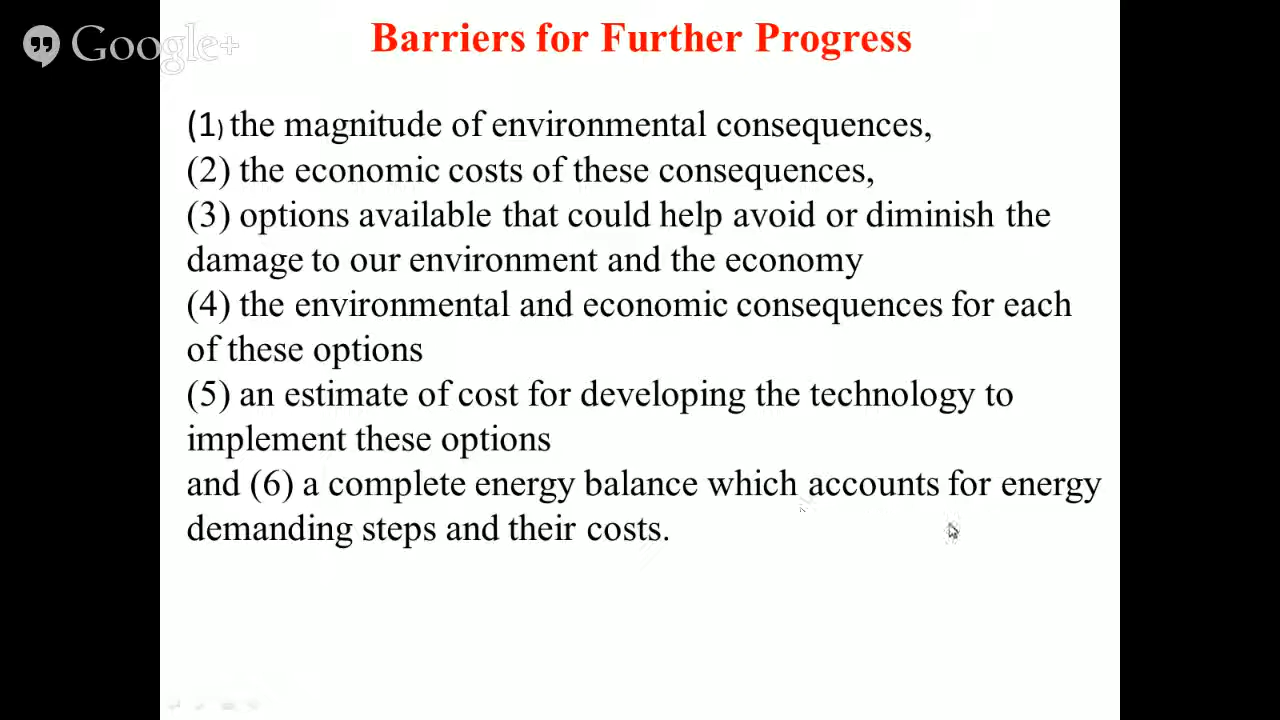 Google+
Barriers for Further Progress
(1) the magnitude of environmental consequences,
(2) the economic costs of these consequences,
(3) options available that could help avoid or diminish the
damage to our environment and the economy
(4) the environmental and economic consequences for each
of these options
(5) an estimate of cost for developing the technology to
implement these options
and (6) a complete energy balance which accounts for energy
demanding steps and their costs.